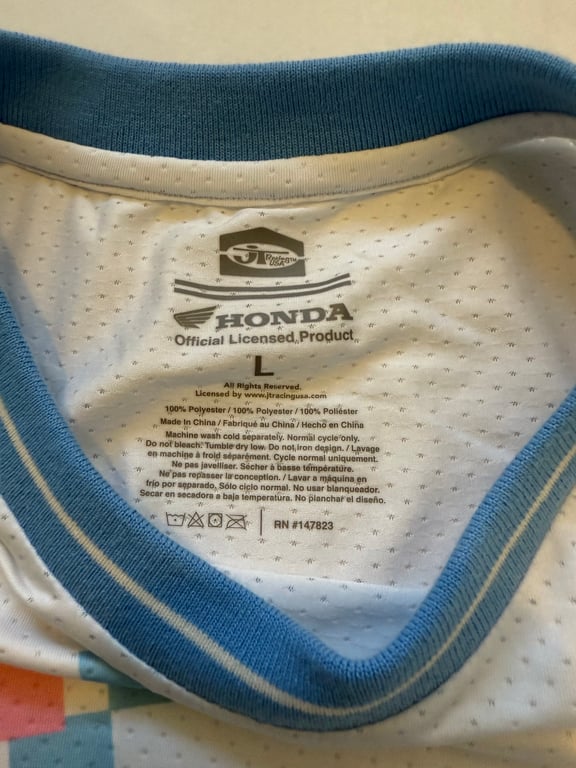 JT Racing™
USA
HONDA
Official Licensed Product
L
All Rights Reserved.
Licensed by www.jtracingusa.com
100% Polyester / 100% Polyester / 100% Poliéster
Made In China / Fabriqué au China / Hecho en China
Machine wash cold separately. Normal cycle only.
Do not bleach. Tumble dry low. Do not iron design. / Lavage
en machine à froid séparément. Cycle normal uniquement.
Ne pas javelliser. Sécher à basse température.
Ne pas repasser la conception. / Lavar a máquina en
frío por separado. Sólo ciclo normal. No usar blanqueador.
Secar en secadora a baja temperatura. No planchar el diseño.
RN #147823